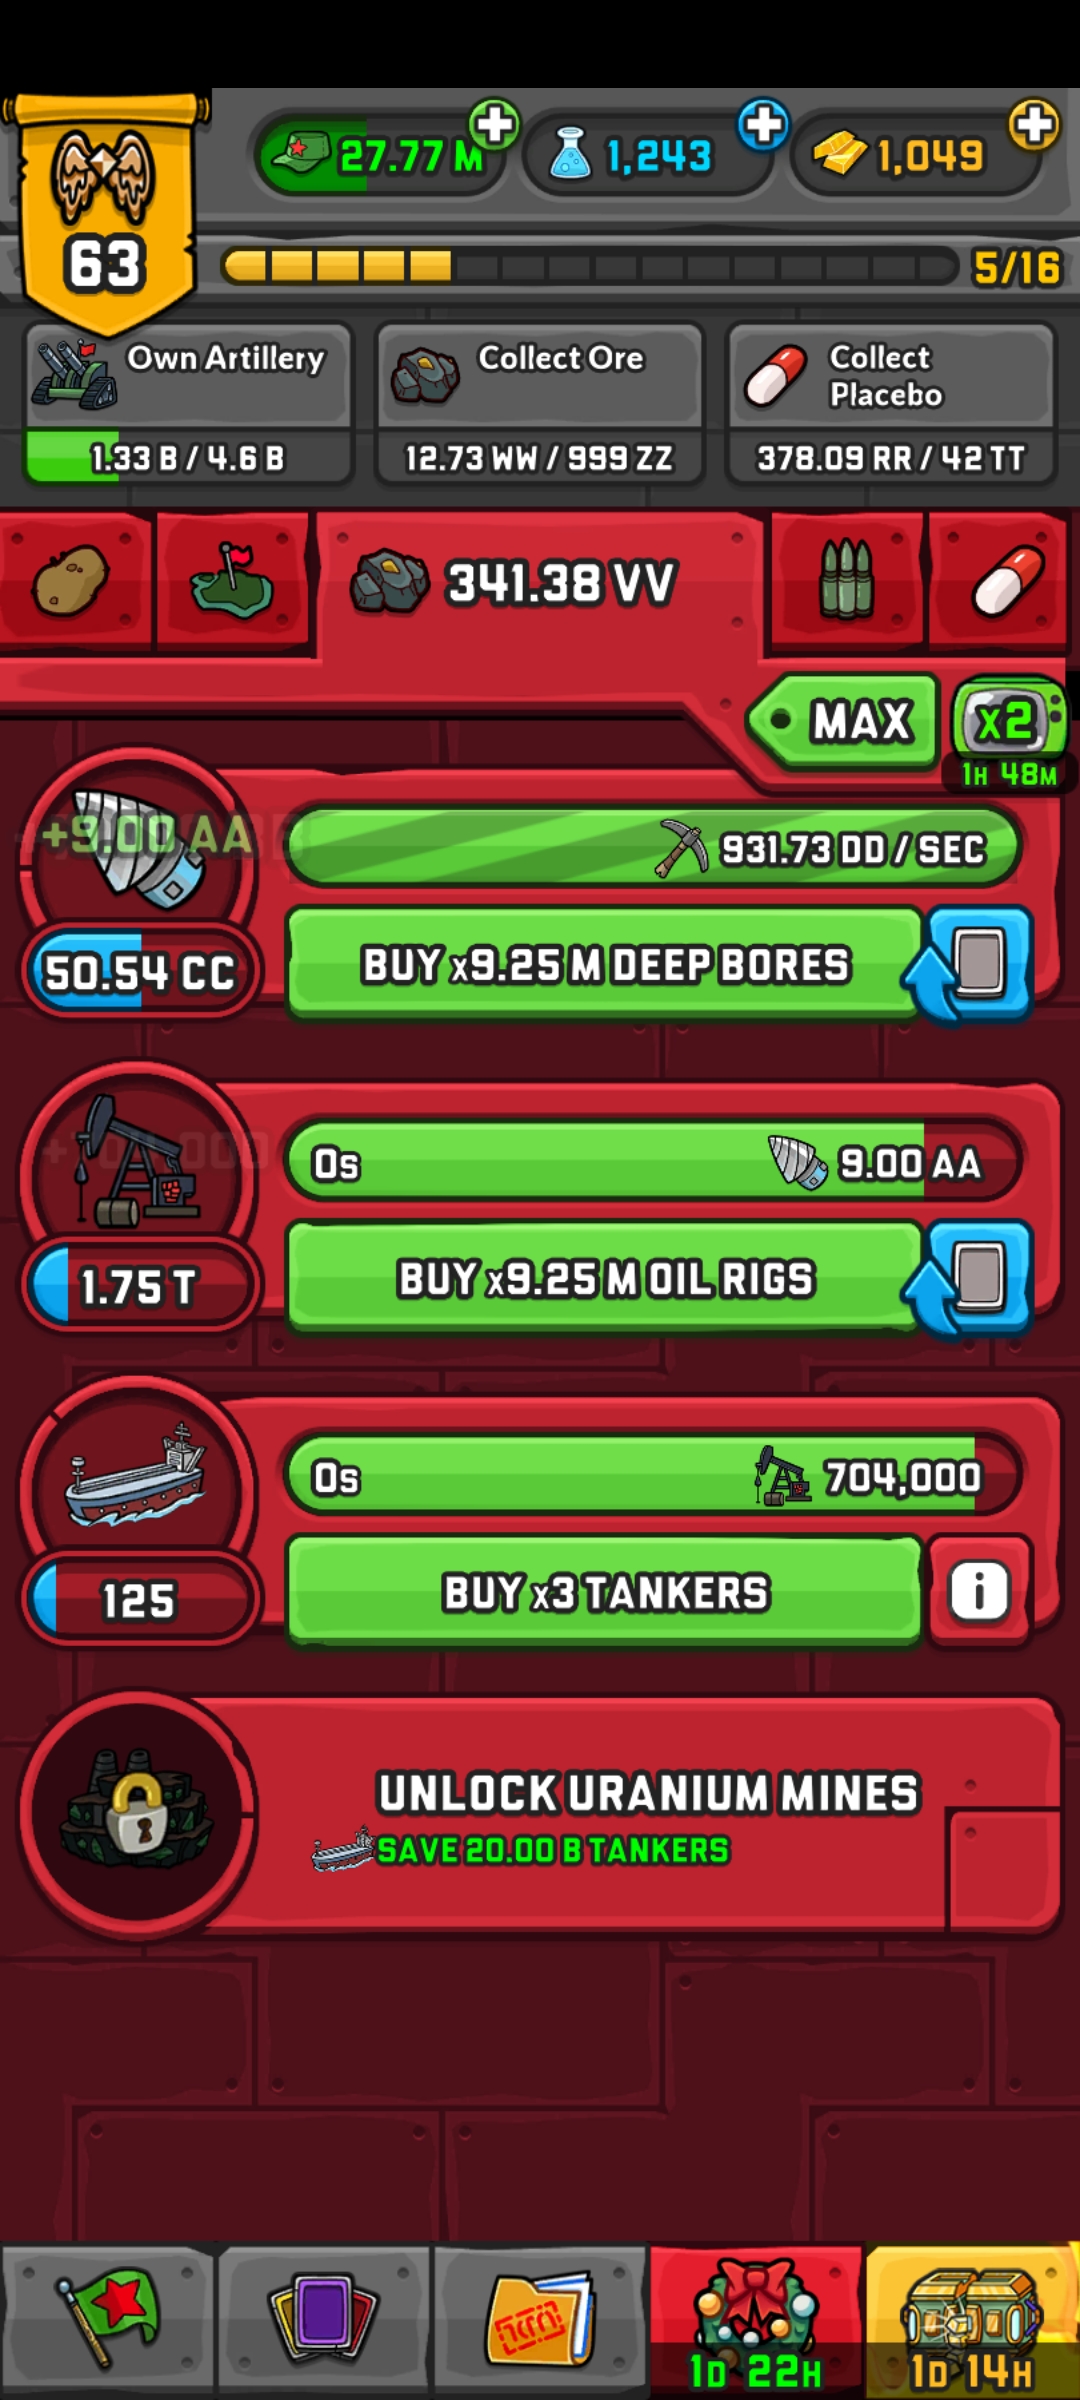 27.77 M
1,243
1,049
63
5/16
Own Artillery
1.33 B / 4.6 B
Collect Ore
12.73 WW / 999 ZZ
Collect
Placebo
378.09 RR / 42 TT
341.38 VV
MAX
x2
1H 48M
+9.00 AA
931.73 DD / SEC
50.54 CC
BUY x9.25 M DEEP BORES
0s
9.00 AA
1.75 T
BUY x9.25 M OIL RIGS
0s
704,000
125
BUY x3 TANKERS
i
UNLOCK URANIUM MINES
SAVE 20.00 B TANKERS
1D 22H
1D 14H